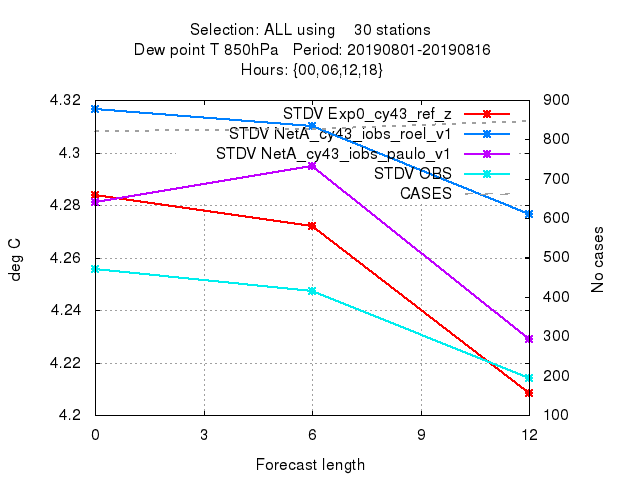 Selection: ALL using 30 stations
Dew point T 850hPa Period: 20190801-20190816
Hours: {00,06,12,18}
STDV Exp0_cy43_ref_z
STDV NetA_cy43_iobs_roel_v1
STDV NetA_cy43_iobs_paulo_v1
STDV OBS
CASES
deg C
4.32
4.3
4.28
4.26
4.24
4.22
4.2
900
800
700
600
500
400
300
200
100
No cases
0 3 6 9 12
Forecast length